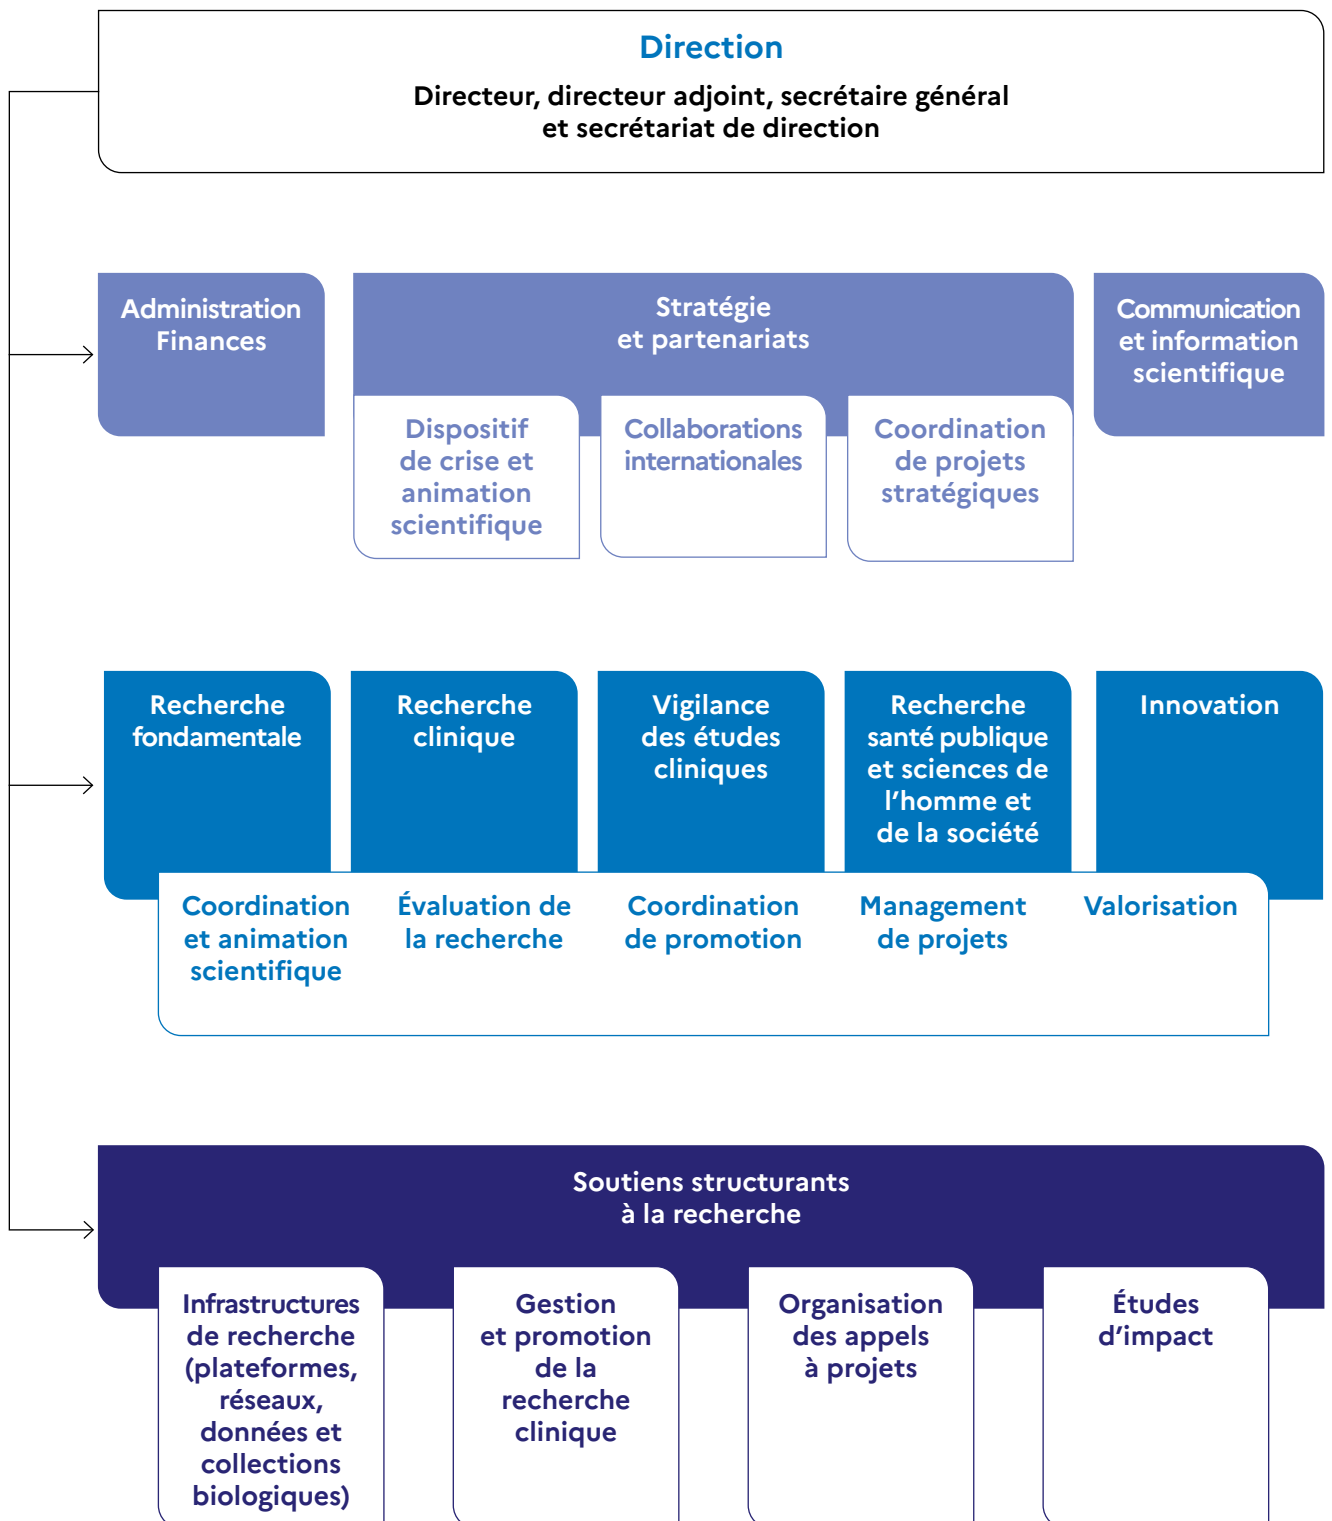 Direction
Directeur, directeur adjoint, secrétaire général
et secrétariat de direction
Administration
Finances
Stratégie
et partenariats
Communication
et information
scientifique
Dispositif
de crise et
animation
scientifique
Collaborations
internationales
Coordination
de projets
stratégiques
Recherche
fondamentale
Recherche
clinique
Vigilance
des études
cliniques
Recherche
santé publique
et sciences de
l’homme et
de la société
Innovation
Coordination
et animation
scientifique
Évaluation de
la recherche
Coordination
de promotion
Management
de projets
Valorisation
Soutiens structurants
à la recherche
Infrastructures
de recherche
(plateformes,
réseaux,
données et
collections
biologiques)
Gestion
et promotion
de la
recherche
clinique
Organisation
des appels
à projets
Études
d’impact